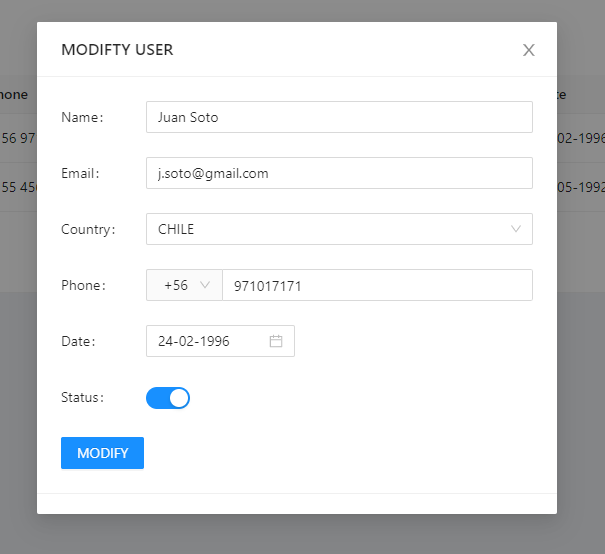 MODIFTY USER
hone
te
Name:
Juan Soto
56 97
02-1996
Email:
j.soto@gmail.com
55 450
05-1992
Country:
CHILE
Phone:
+56
971017171
Date:
24-02-1996
Status:
MODIFY